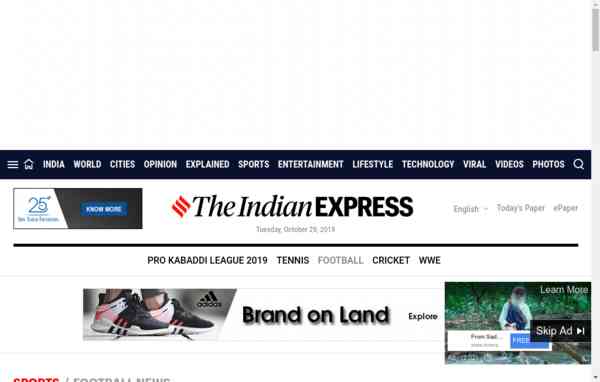 INDIA WORLD CITIES OPINION EXPLAINED SPORTS ENTERTAINMENT LIFESTYLE TECHNOLOGY VIRAL VIDEOS PHOTOS
25
KNOW MORE
The Indian EXPRESS
English Today's Paper ePaper
Tuesday, October 29, 2019
PRO KABADDI LEAGUE 2019 TENNIS FOOTBALL CRICKET WWE
adidas
Brand on Land
Explore
Learn More
From Sad...
FREE
Skip Ad
SPORTS / FOOTBALL NEWS